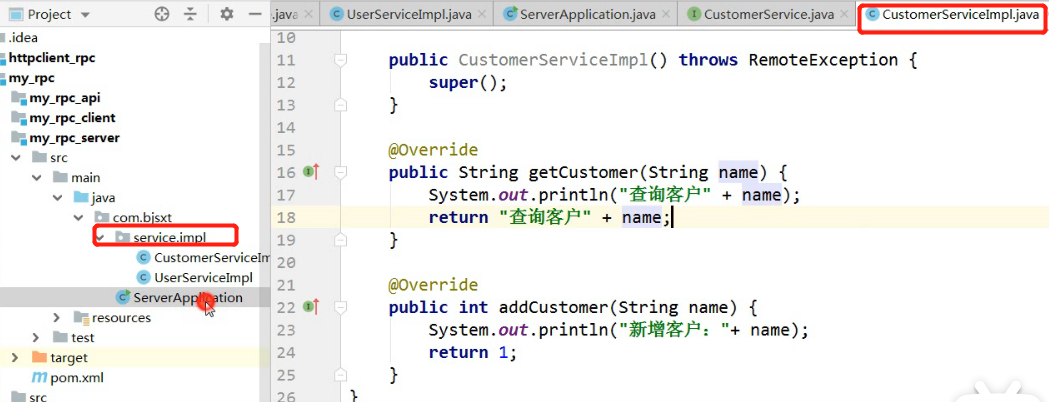 Project
.java
UserServiceImpl.java
ServerApplication.java
CustomerService.java
CustomerServiceImpl.java
.idea
httpclient_rpc
my_rpc
my_rpc_api
my_rpc_client
my_rpc_server
src
main
java
com.bjsxt
service.impl
CustomerServiceIm
UserServiceImpl
ServerApplication
resources
test
target
pom.xml
src
10
11 public CustomerServiceImpl() throws RemoteException {
12 super();
13 }
14
15 @Override
16 public String getCustomer(String name) {
17 System.out.println("查询客户" + name);
18 return "查询客户" + name;
19 }
20
21 @Override
22 public int addCustomer(String name) {
23 System.out.println("新增客户："+ name);
24 return 1;
25 }
26 }